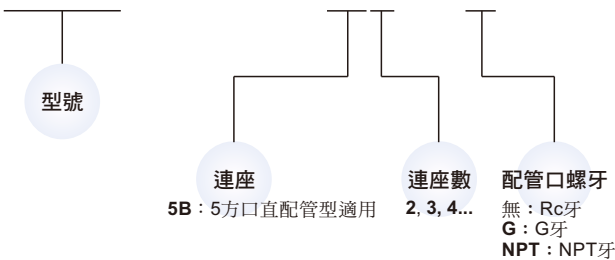 型號
連座
5B：5方口直配管型適用
連座數
2, 3, 4...
配管口螺牙
無：Rc牙
G：G牙
NPT：NPT牙